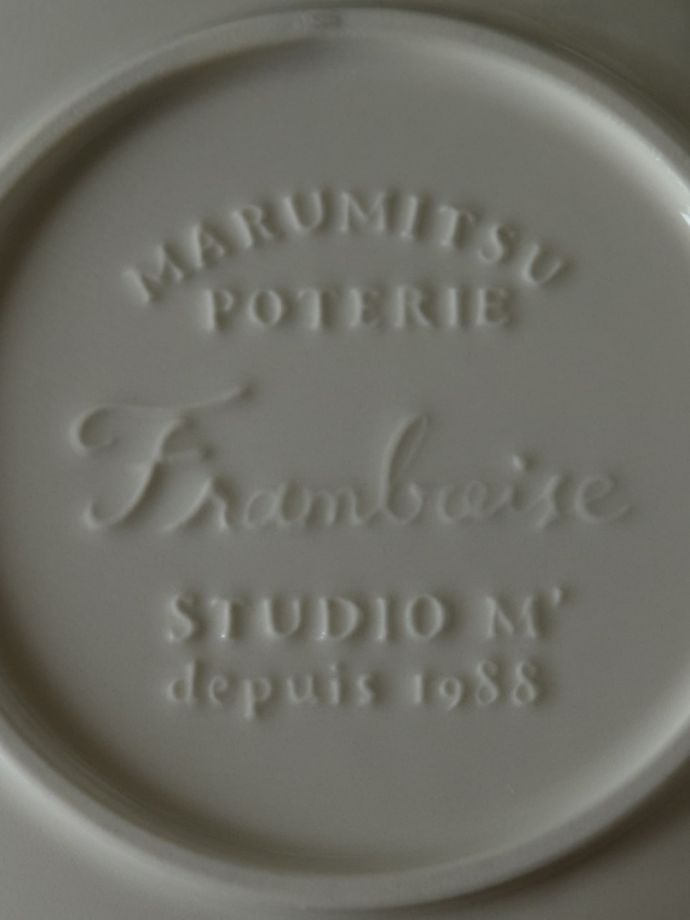 MARUMITSU
POTERIE
Framboise
STUDIO M'
depuis 1988